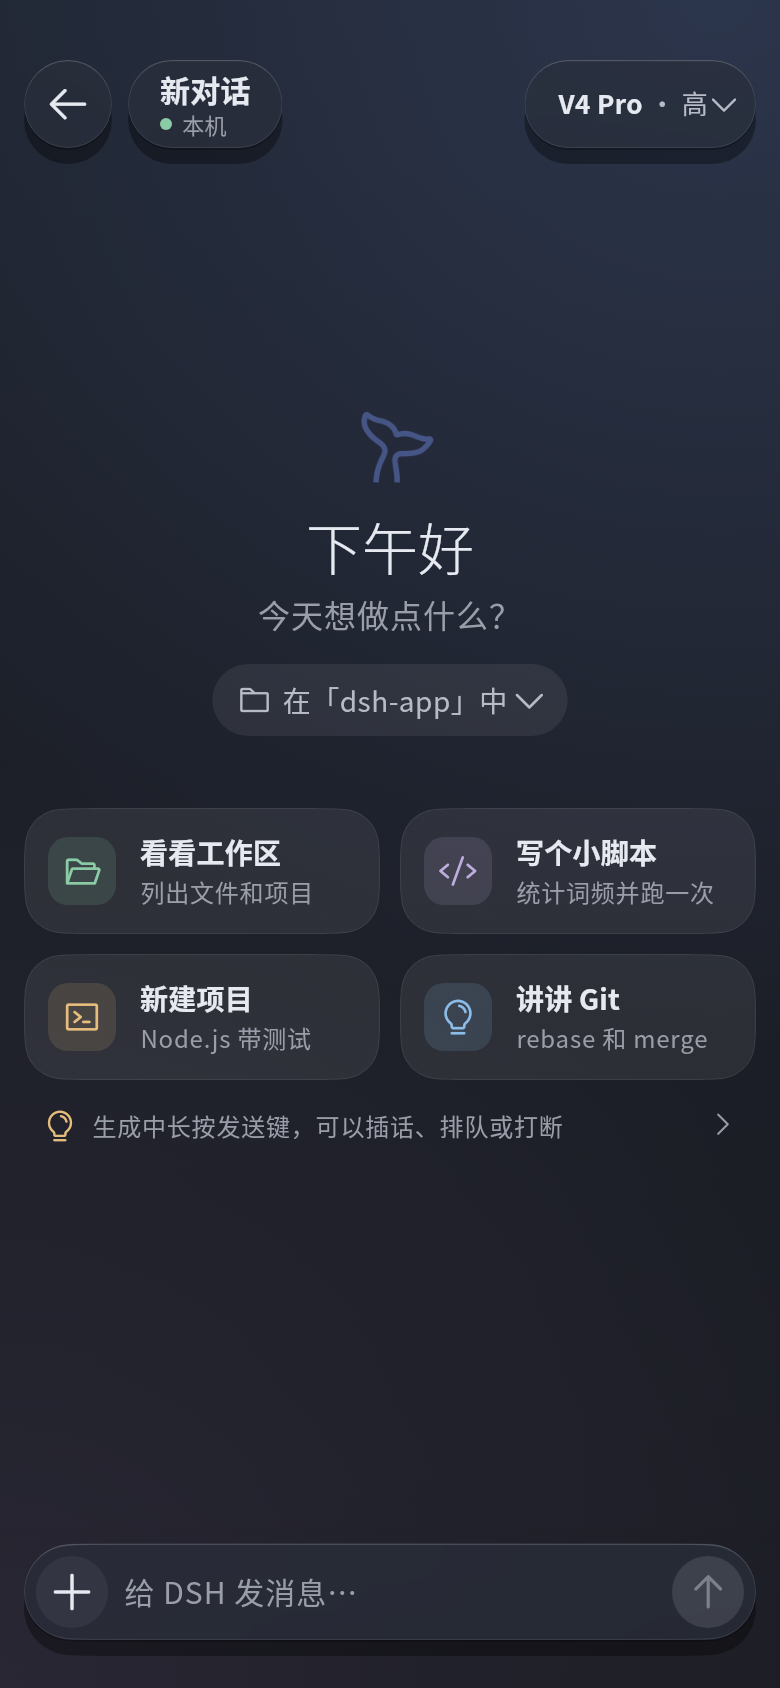 新对话
本机
V4 Pro · 高
下午好
今天想做点什么？
在「dsh-app」中
看看工作区
列出文件和项目
写个小脚本
统计词频并跑一次
新建项目
Node.js 带测试
讲讲 Git
rebase 和 merge
生成中长按发送键，可以插话、排队或打断
给 DSH 发消息…